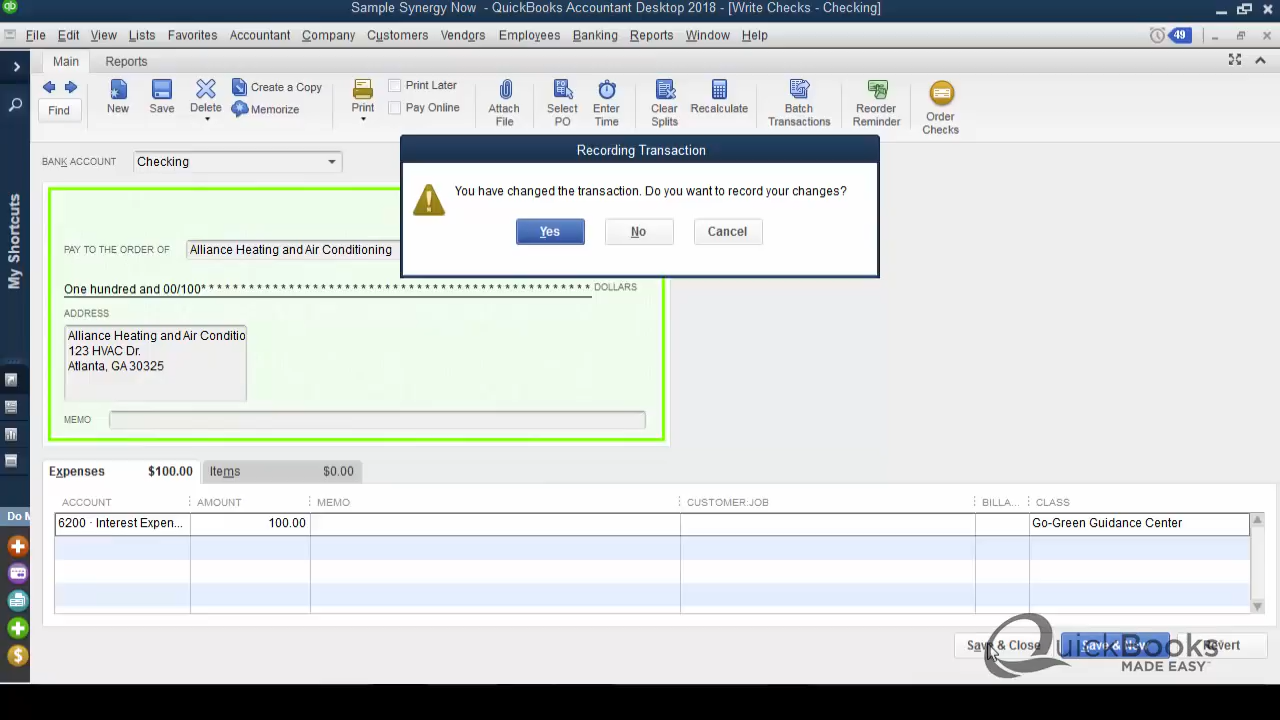 Sample Synergy Now - QuickBooks Accountant Desktop 2018 - [Write Checks - Checking]
File Edit View Lists Favorites Accountant Company Customers Vendors Employees Banking Reports Window Help 49
Main Reports
Find New Save Delete Create a Copy Memorize Print Print Later Pay Online
Attach File Select PO Enter Time Clear Splits Recalculate Batch Transactions Reorder Reminder Order Checks
My Shortcuts
Do M
BANK ACCOUNT Checking
Recording Transaction
You have changed the transaction. Do you want to record your changes?
Yes No Cancel
PAY TO THE ORDER OF Alliance Heating and Air Conditioning
One hundred and 00/100* * * * * * * * * * * * * * * * * * * * * * * * * * * * * * * * * * * * * * * * * * * * * * * * * DOLLARS
ADDRESS
Alliance Heating and Air Conditio
123 HVAC Dr.
Atlanta, GA 30325
MEMO
Expenses $100.00 Items $0.00
ACCOUNT AMOUNT MEMO CUSTOMER:JOB BILLA... CLASS
6200 · Interest Expen... 100.00 Go-Green Guidance Center
Save & Close Save & New Revert
QuickBooks
MADE EASY™